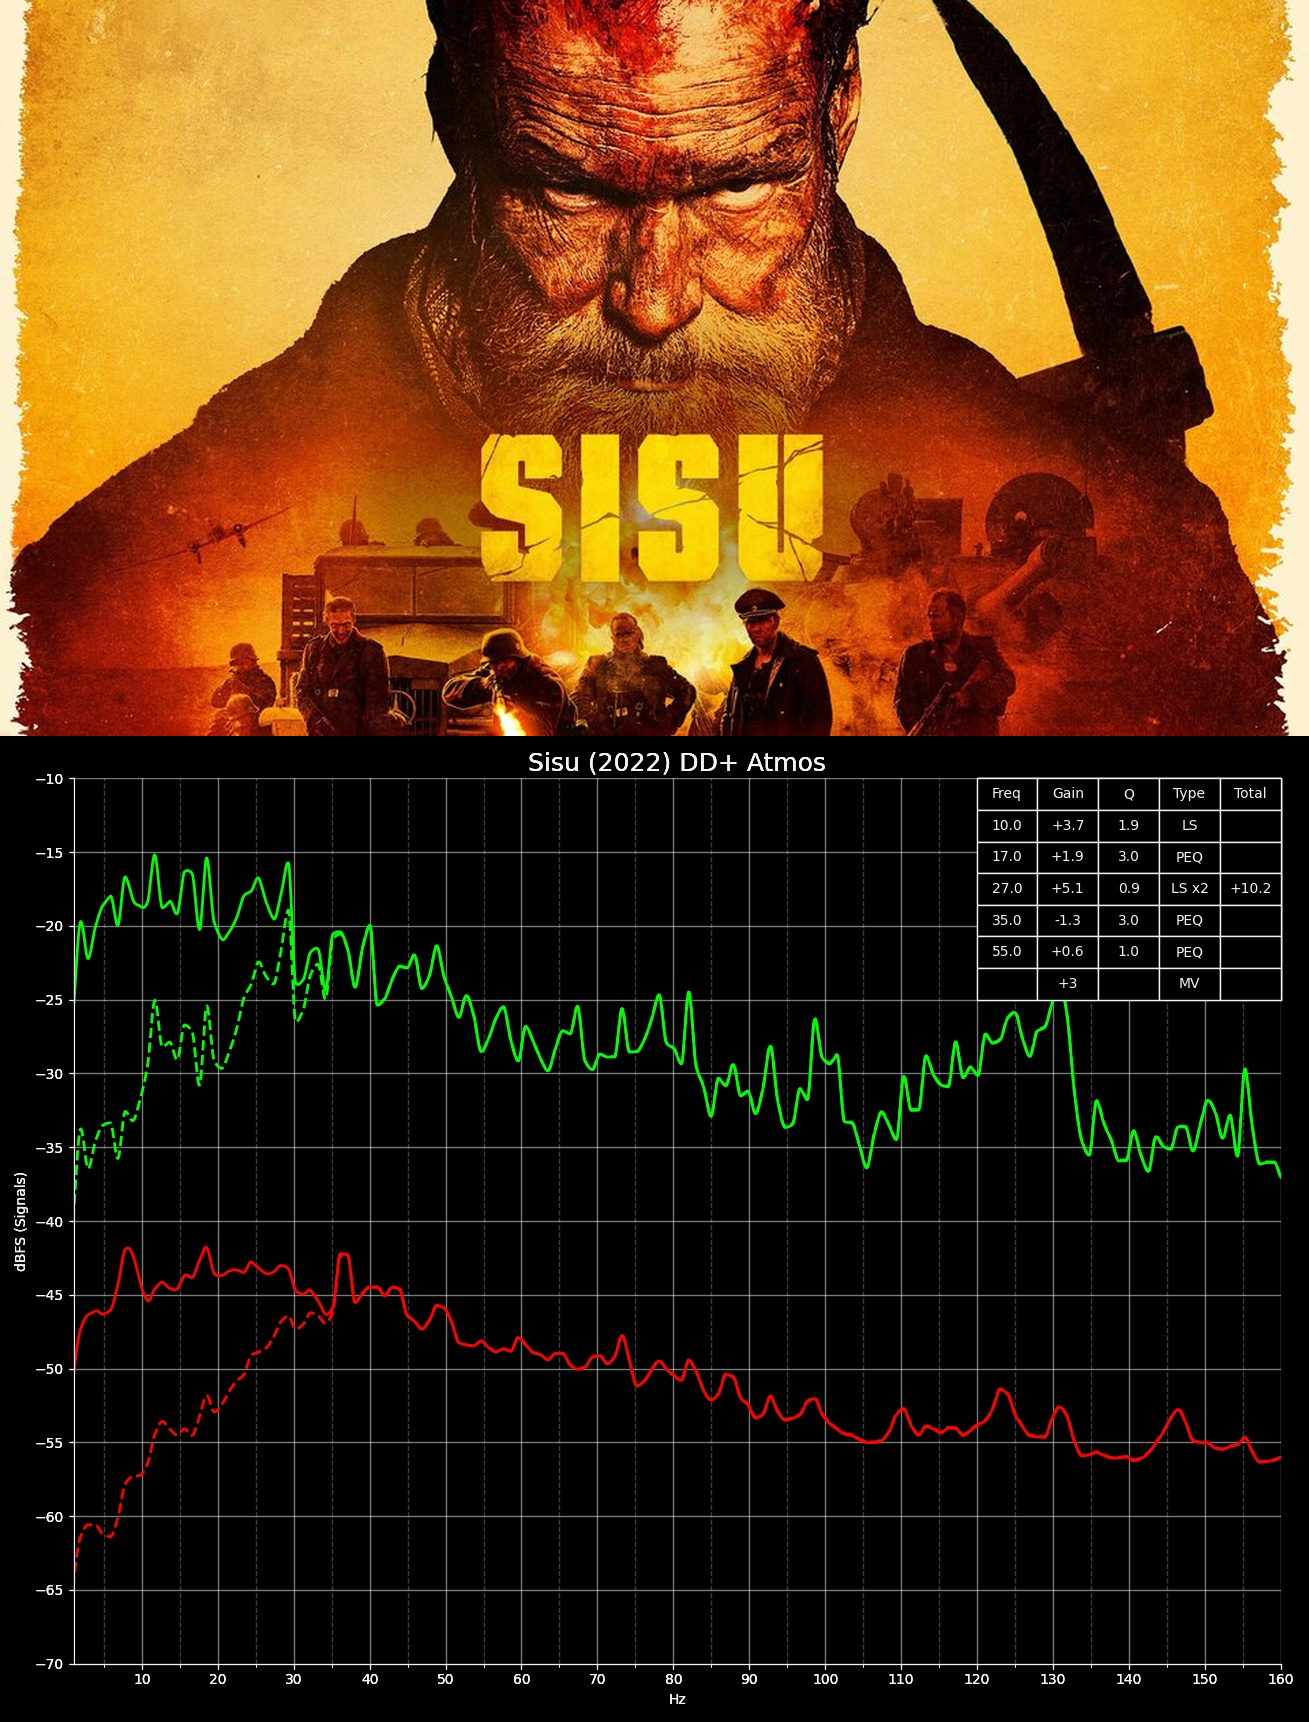 SISU
Sisu (2022) DD+ Atmos
Freq Gain Q Type Total
10.0 +3.7 1.9 LS
17.0 +1.9 3.0 PEQ
27.0 +5.1 0.9 LS x2 +10.2
35.0 -1.3 3.0 PEQ
55.0 +0.6 1.0 PEQ
+3 MV
−10
−15
−20
−25
−30
−35
−40
−45
−50
−55
−60
−65
−70
dBFS (Signals)
10 20 30 40 50 60 70 80 90 100 110 120 130 140 150 160
Hz